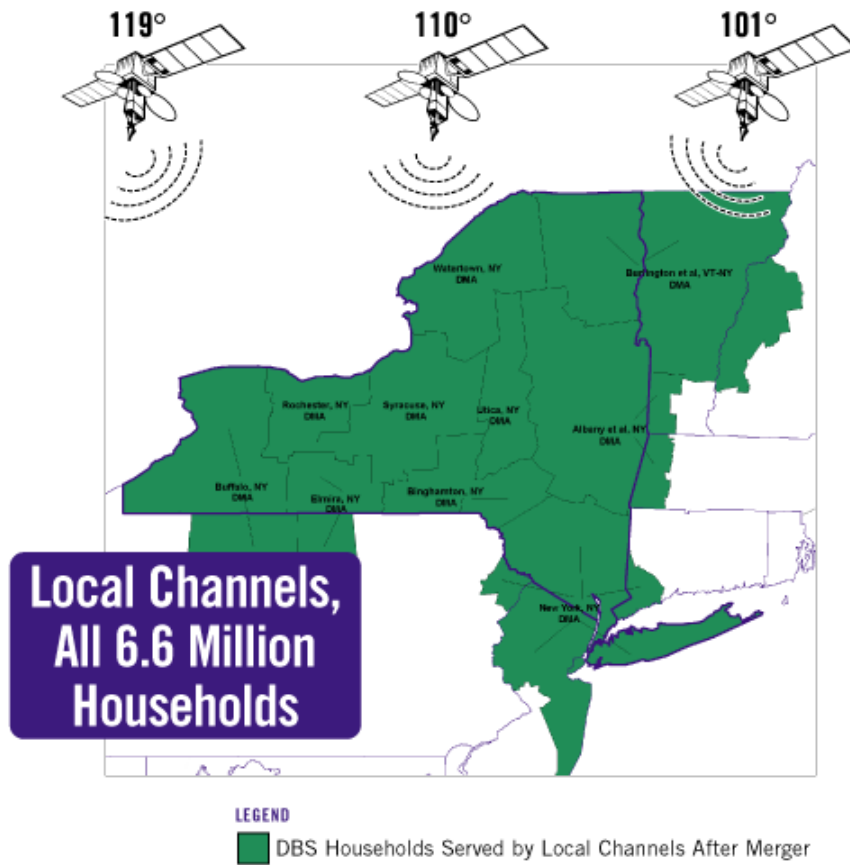 119°
110°
101°
Watertown, NY
DMA
Burlington et al, VT-NY
DMA
Rochester, NY
DMA
Syracuse, NY
DMA
Utica, NY
DMA
Albany et al, NY
DMA
Buffalo, NY
DMA
Elmira, NY
DMA
Binghamton, NY
DMA
Local Channels,
All 6.6 Million
Households
New York, NY
DMA
LEGEND
DBS Households Served by Local Channels After Merger